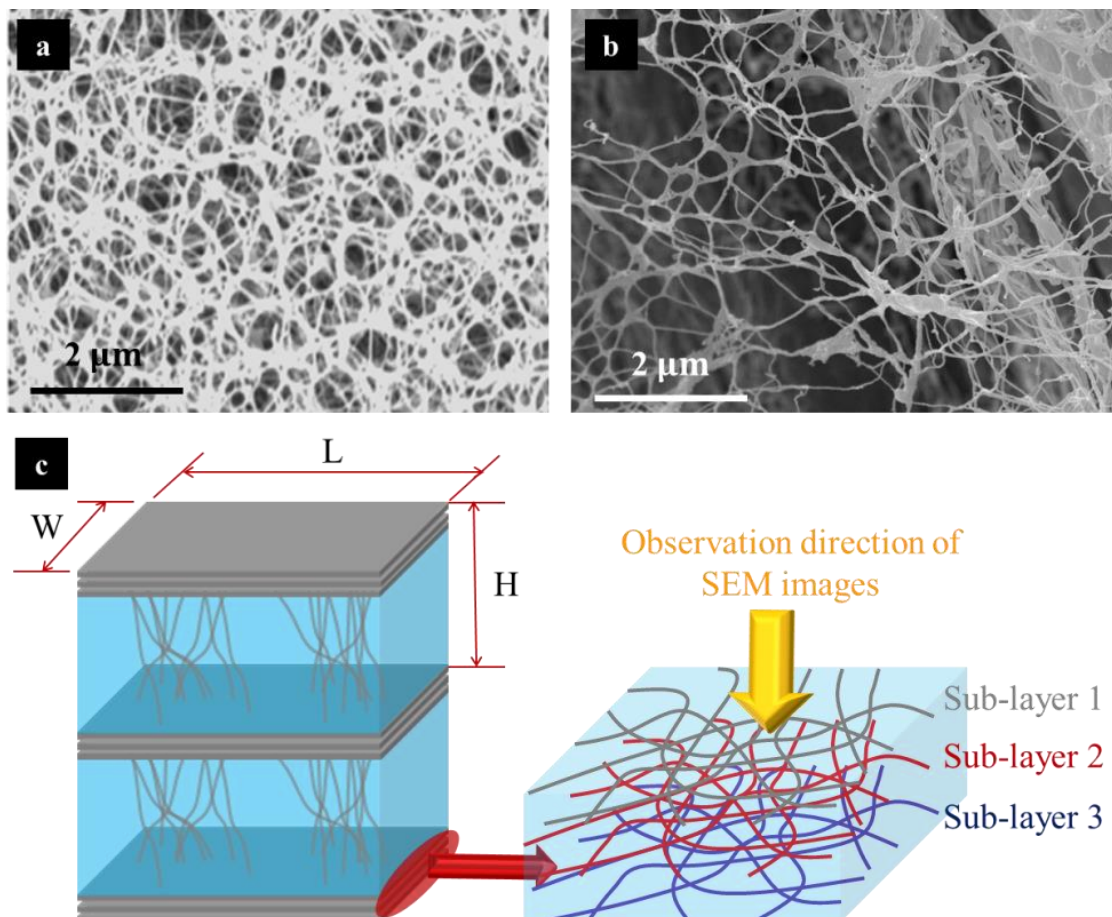 a
2 μm
b
2 μm
c
L
W
H
Observation direction of
SEM images
Sub-layer 1
Sub-layer 2
Sub-layer 3